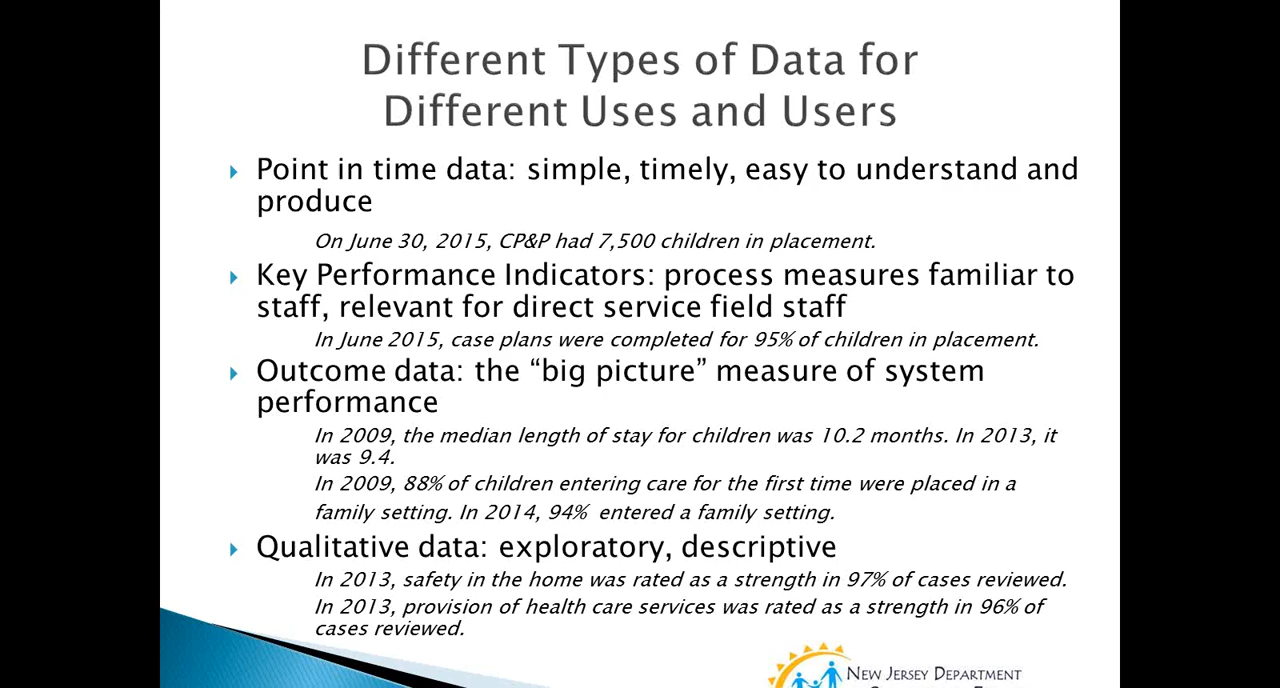 Different Types of Data for
Different Uses and Users
Point in time data: simple, timely, easy to understand and
produce
On June 30, 2015, CP&P had 7,500 children in placement.
Key Performance Indicators: process measures familiar to
staff, relevant for direct service field staff
In June 2015, case plans were completed for 95% of children in placement.
Outcome data: the “big picture” measure of system
performance
In 2009, the median length of stay for children was 10.2 months. In 2013, it
was 9.4.
In 2009, 88% of children entering care for the first time were placed in a
family setting. In 2014, 94% entered a family setting.
Qualitative data: exploratory, descriptive
In 2013, safety in the home was rated as a strength in 97% of cases reviewed.
In 2013, provision of health care services was rated as a strength in 96% of
cases reviewed.
NEW JERSEY DEPARTMENT